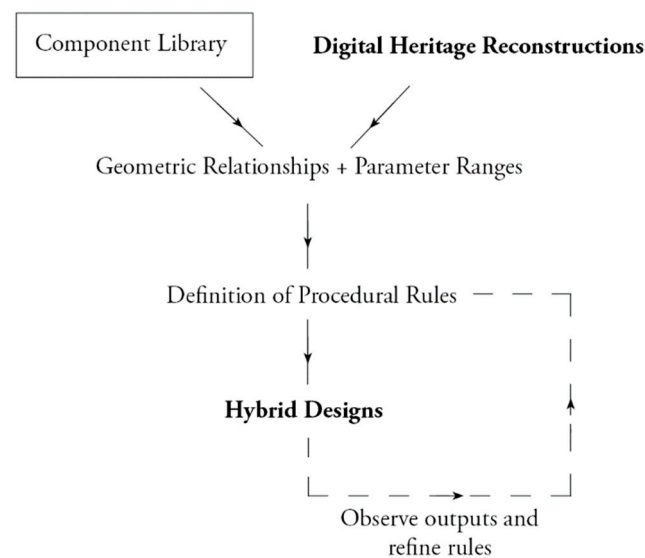 Component Library
Digital Heritage Reconstructions
Geometric Relationships + Parameter Ranges
Definition of Procedural Rules
Hybrid Designs
Observe outputs and
refine rules